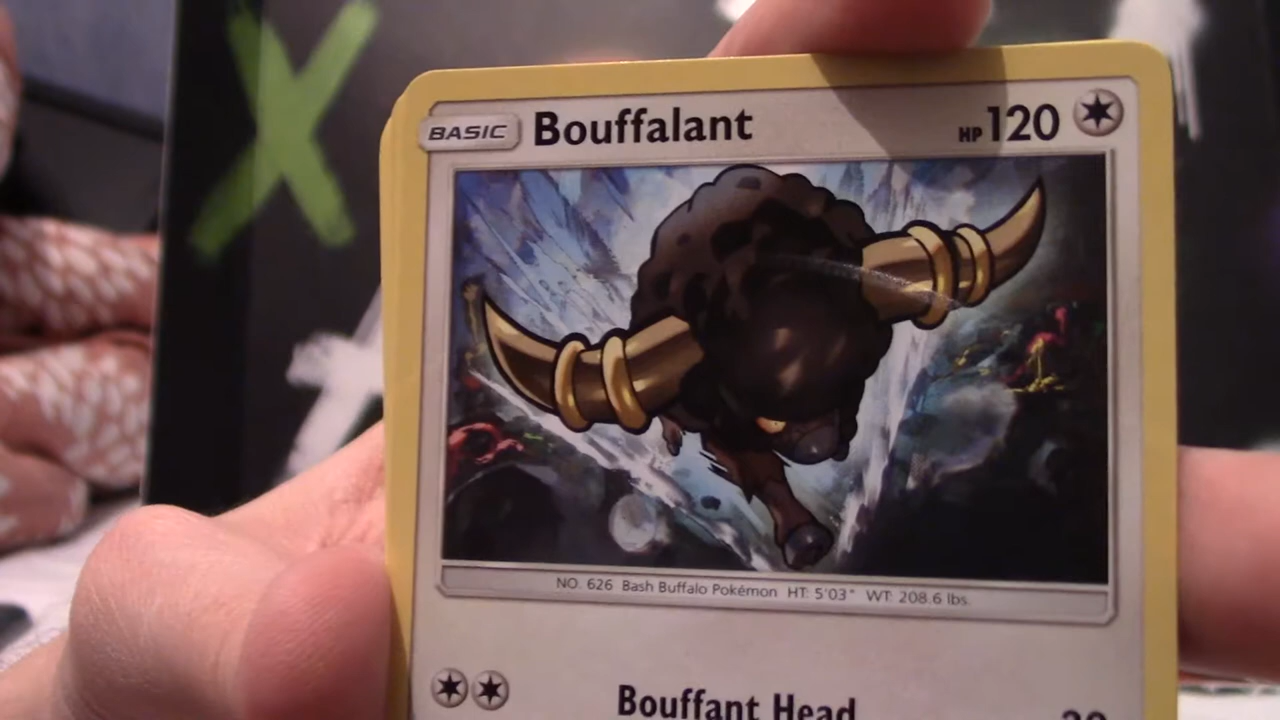 BASIC Bouffalant HP 120
NO. 626 Bash Buffalo Pokémon HT: 5'03" WT: 208.6 lbs.
Bouffant Head